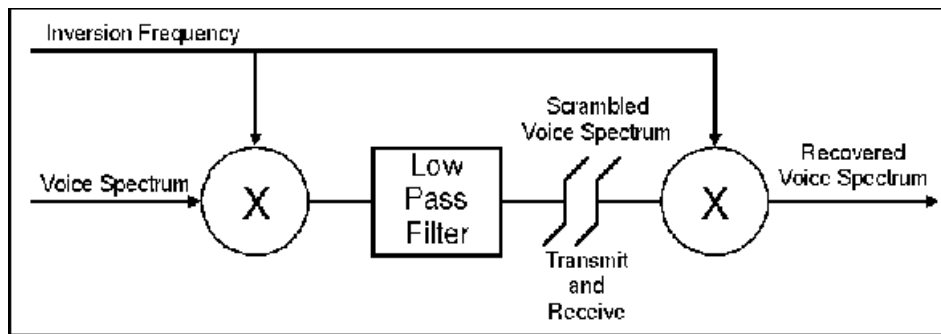 Inversion Frequency
Voice Spectrum
X
Low
Pass
Filter
Scrambled
Voice Spectrum
Transmit
and
Receive
X
Recovered
Voice Spectrum